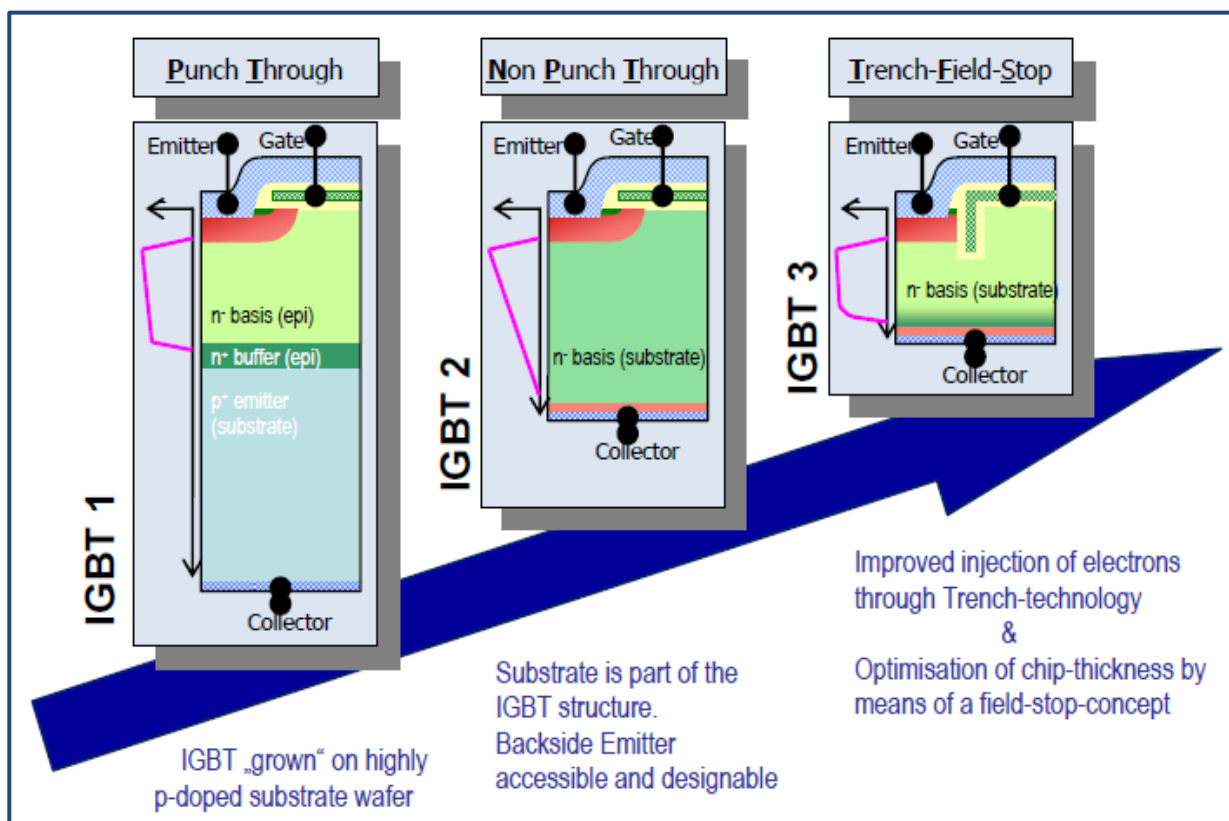 Punch Through
Non Punch Through
Trench-Field-Stop
Emitter
Gate
n- basis (epi)
n+ buffer (epi)
p+ emitter
(substrate)
Collector
IGBT 1
Emitter
Gate
n- basis (substrate)
Collector
IGBT 2
Emitter
Gate
n- basis (substrate)
Collector
IGBT 3
IGBT „grown“ on highly
p-doped substrate wafer
Substrate is part of the
IGBT structure.
Backside Emitter
accessible and designable
Improved injection of electrons
through Trench-technology
&
Optimisation of chip-thickness by
means of a field-stop-concept